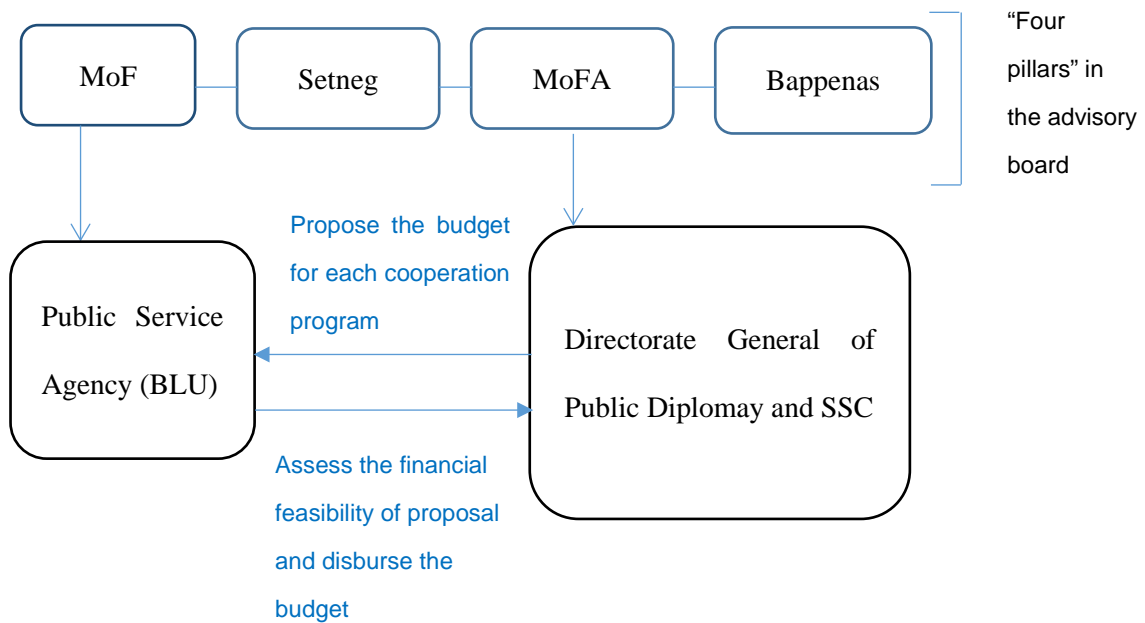 MoF
Setneg
MoFA
Bappenas
“Four
pillars” in
the advisory
board
Propose the budget
for each cooperation
program
Public Service
Agency (BLU)
Directorate General of
Public Diplomay and SSC
Assess the financial
feasibility of proposal
and disburse the
budget